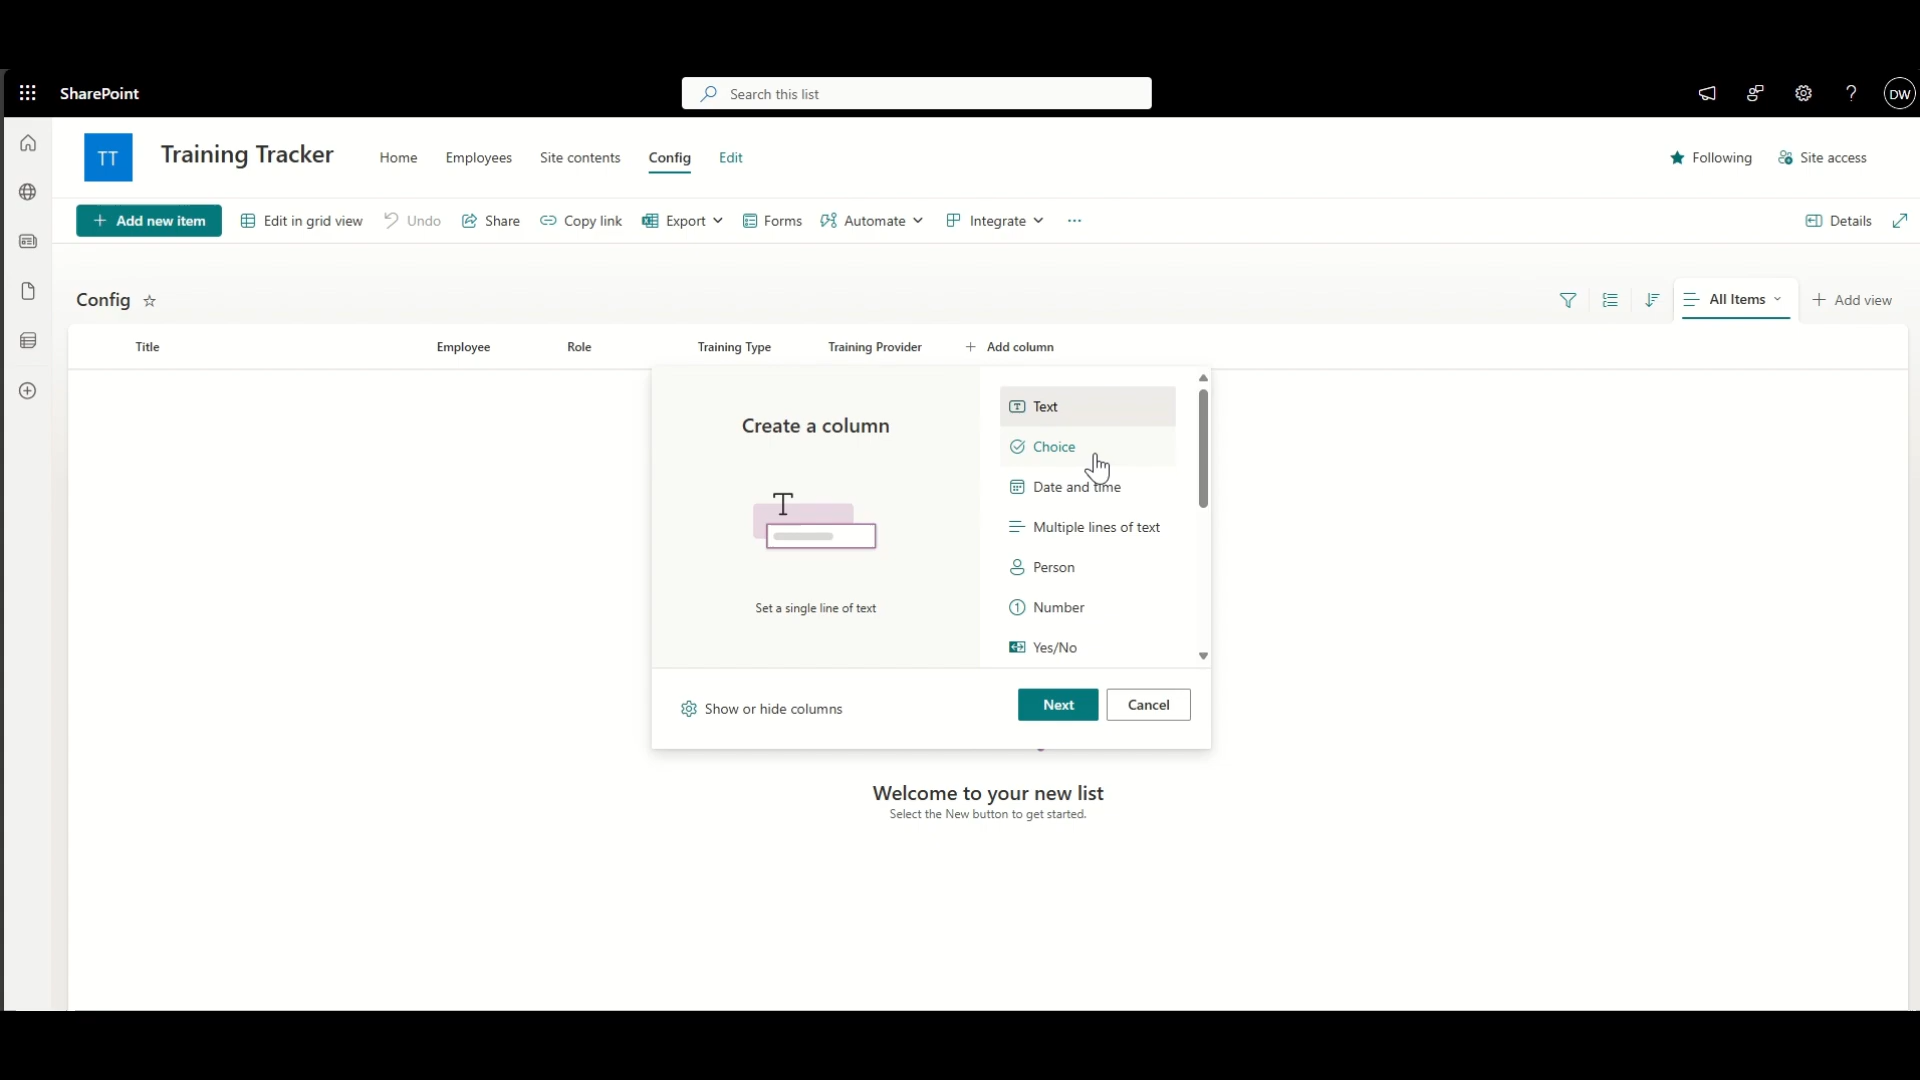 SharePoint
Search this list
DW
TT
Training Tracker
Home
Employees
Site contents
Config
Edit
Following
Site access
Add new item
Edit in grid view
Undo
Share
Copy link
Export
Forms
Automate
Integrate
Details
Config
All Items
Add view
Title
Employee
Role
Training Type
Training Provider
Add column
Create a column
T
Set a single line of text
Text
Choice
Date and time
Multiple lines of text
Person
Number
Yes/No
Show or hide columns
Next
Cancel
Welcome to your new list
Select the New button to get started.